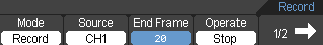 Record
Mode Source End Frame Operate
Record CH1 20 Stop 1/2